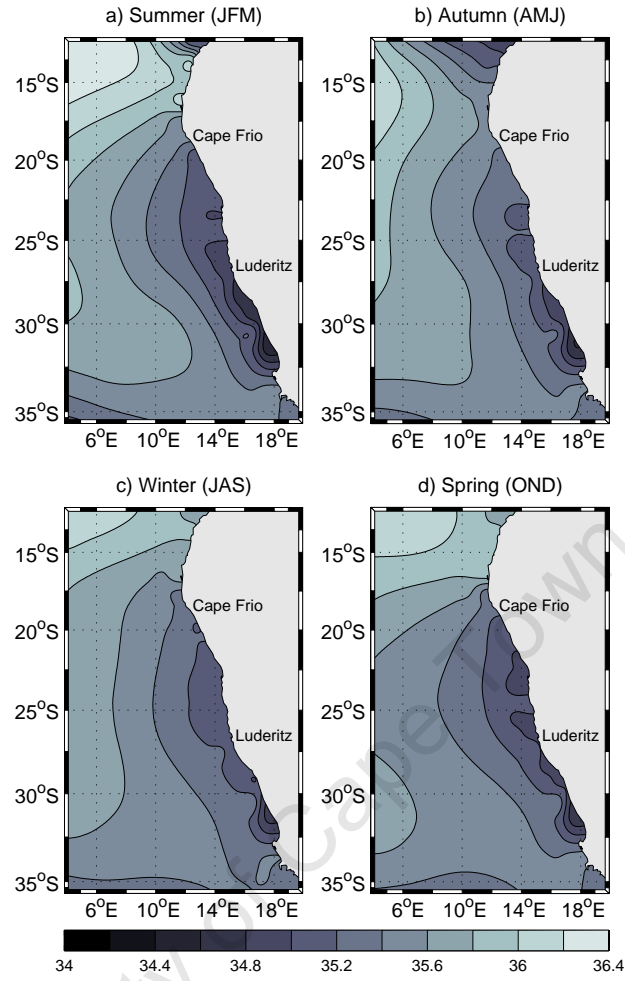 a) Summer (JFM)
b) Autumn (AMJ)
15°S
20°S
25°S
30°S
35°S
Cape Frio
Luderitz
6°E 10°E 14°E 18°E
15°S
20°S
25°S
30°S
35°S
Cape Frio
Luderitz
6°E 10°E 14°E 18°E
c) Winter (JAS)
d) Spring (OND)
15°S
20°S
25°S
30°S
35°S
Cape Frio
Luderitz
6°E 10°E 14°E 18°E
15°S
20°S
25°S
30°S
35°S
Cape Frio
Luderitz
6°E 10°E 14°E 18°E
34 34.4 34.8 35.2 35.6 36 36.4
y of Cape Town